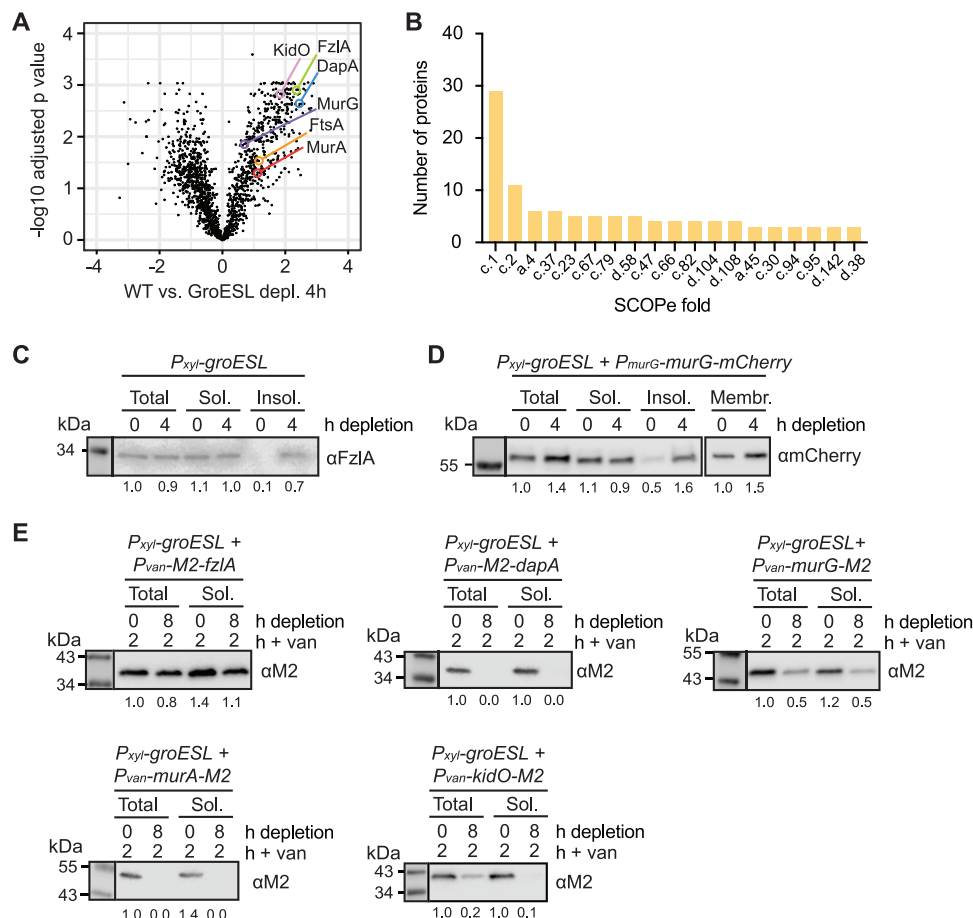 A
4
3
2
1
0
-log10 adjusted p value
KidO
FzlA
DapA
MurG
FtsA
MurA
-4 -2 0 2 4
WT vs. GroESL depl. 4h
B
40
30
20
10
0
Number of proteins
c.1 c.2 a.4 c.37 c.23 c.67 c.79 d.58 c.47 c.66 c.82 d.104 d.108 a.45 c.30 c.94 c.95 d.142 d.38
SCOPe fold
C
Pxyl-groESL
Total Sol. Insol.
kDa 0 4 0 4 0 4 h depletion
34 αFzlA
1.0 0.9 1.1 1.0 0.1 0.7
D
Pxyl-groESL + PmurG-murG-mCherry
Total Sol. Insol. Membr.
kDa 0 4 0 4 0 4 0 4 h depletion
55 αmCherry
1.0 1.4 1.1 0.9 0.5 1.6 1.0 1.5
E
Pxyl-groESL +
Pvan-M2-fzlA
Total Sol.
0 8 0 8 h depletion
kDa 2 2 2 2 h + van
43
34
αM2
1.0 0.8 1.4 1.1
Pxyl-groESL +
Pvan-M2-dapA
Total Sol.
0 8 0 8 h depletion
kDa 2 2 2 2 h + van
43
34
αM2
1.0 0.0 1.0 0.0
Pxyl-groESL+
Pvan-murG-M2
Total Sol.
0 8 0 8 h depletion
kDa 2 2 2 2 h + van
55
43
αM2
1.0 0.5 1.2 0.5
Pxyl-groESL +
Pvan-murA-M2
Total Sol.
0 8 0 8 h depletion
kDa 2 2 2 2 h + van
55
43
αM2
1.0 0.0 1.4 0.0
Pxyl-groESL +
Pvan-kidO-M2
Total Sol.
0 8 0 8 h depletion
kDa 2 2 2 2 h + van
43
34
αM2
1.0 0.2 1.0 0.1